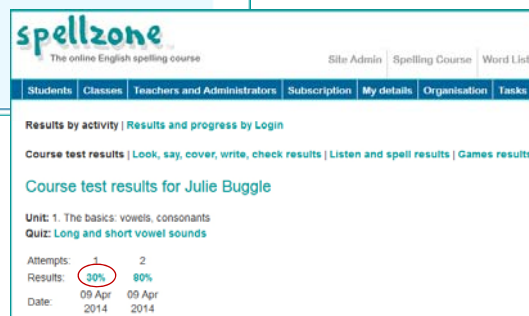 spellzone
The online English spelling course
Site Admin Spelling Course Word List
Students Classes Teachers and Administrators Subscription My details Organisation Tasks
Results by activity | Results and progress by Login
Course test results | Look, say, cover, write, check results | Listen and spell results | Games results
Course test results for Julie Buggle
Unit: 1. The basics: vowels, consonants
Quiz: Long and short vowel sounds
Attempts: 1 2
Results: 30% 80%
Date: 09 Apr 2014 09 Apr 2014